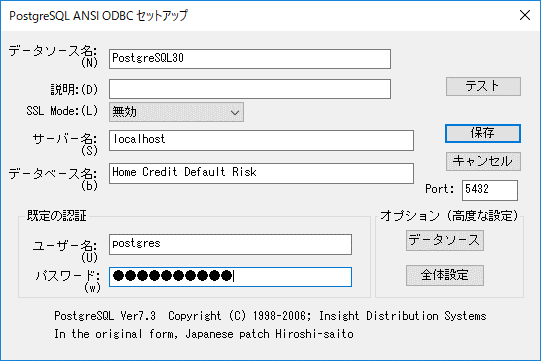 PostgreSQL ANSI ODBC セットアップ
データソース名:(N) PostgreSQL30
説明:(D)
テスト
SSL Mode:(L) 無効
サーバー名:(S) localhost
保存
キャンセル
データベース名:(b) Home Credit Default Risk
Port: 5432
既定の認証
オプション (高度な設定)
ユーザー名:(U) postgres
データソース
パスワード:(w) ●●●●●●●●●●
全体設定
PostgreSQL Ver7.3 Copyright (C) 1998-2006; Insight Distribution Systems
In the original form, Japanese patch Hiroshi-saito